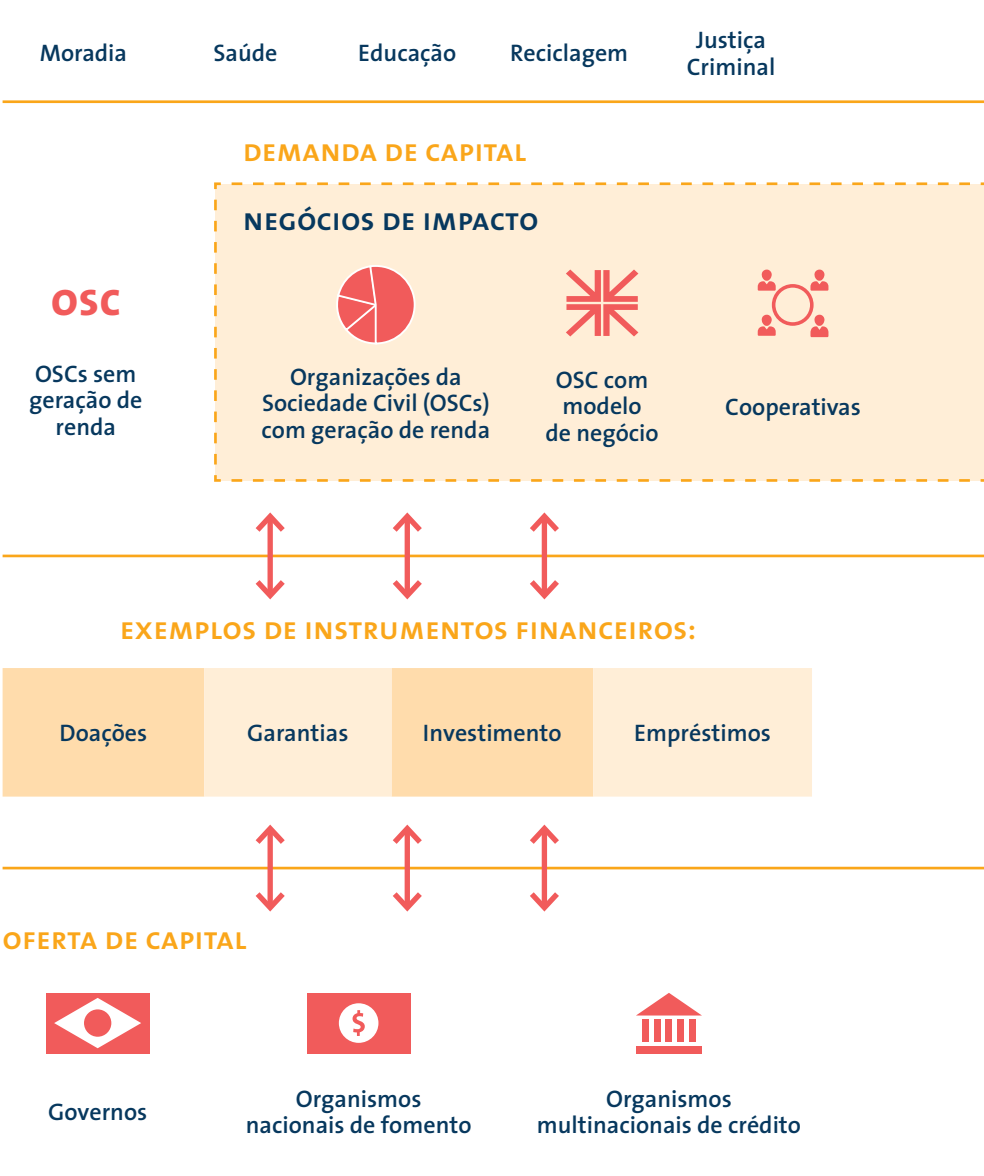 Moradia
Saúde
Educação
Reciclagem
Justiça
Criminal
DEMANDA DE CAPITAL
NEGÓCIOS DE IMPACTO
OSC
OSCs sem
geração de
renda
Organizações da
Sociedade Civil (OSCs)
com geração de renda
OSC com
modelo
de negócio
Cooperativas
EXEMPLOS DE INSTRUMENTOS FINANCEIROS:
Doações
Garantias
Investimento
Empréstimos
OFERTA DE CAPITAL
$
Governos
Organismos
nacionais de fomento
Organismos
multinacionais de crédito